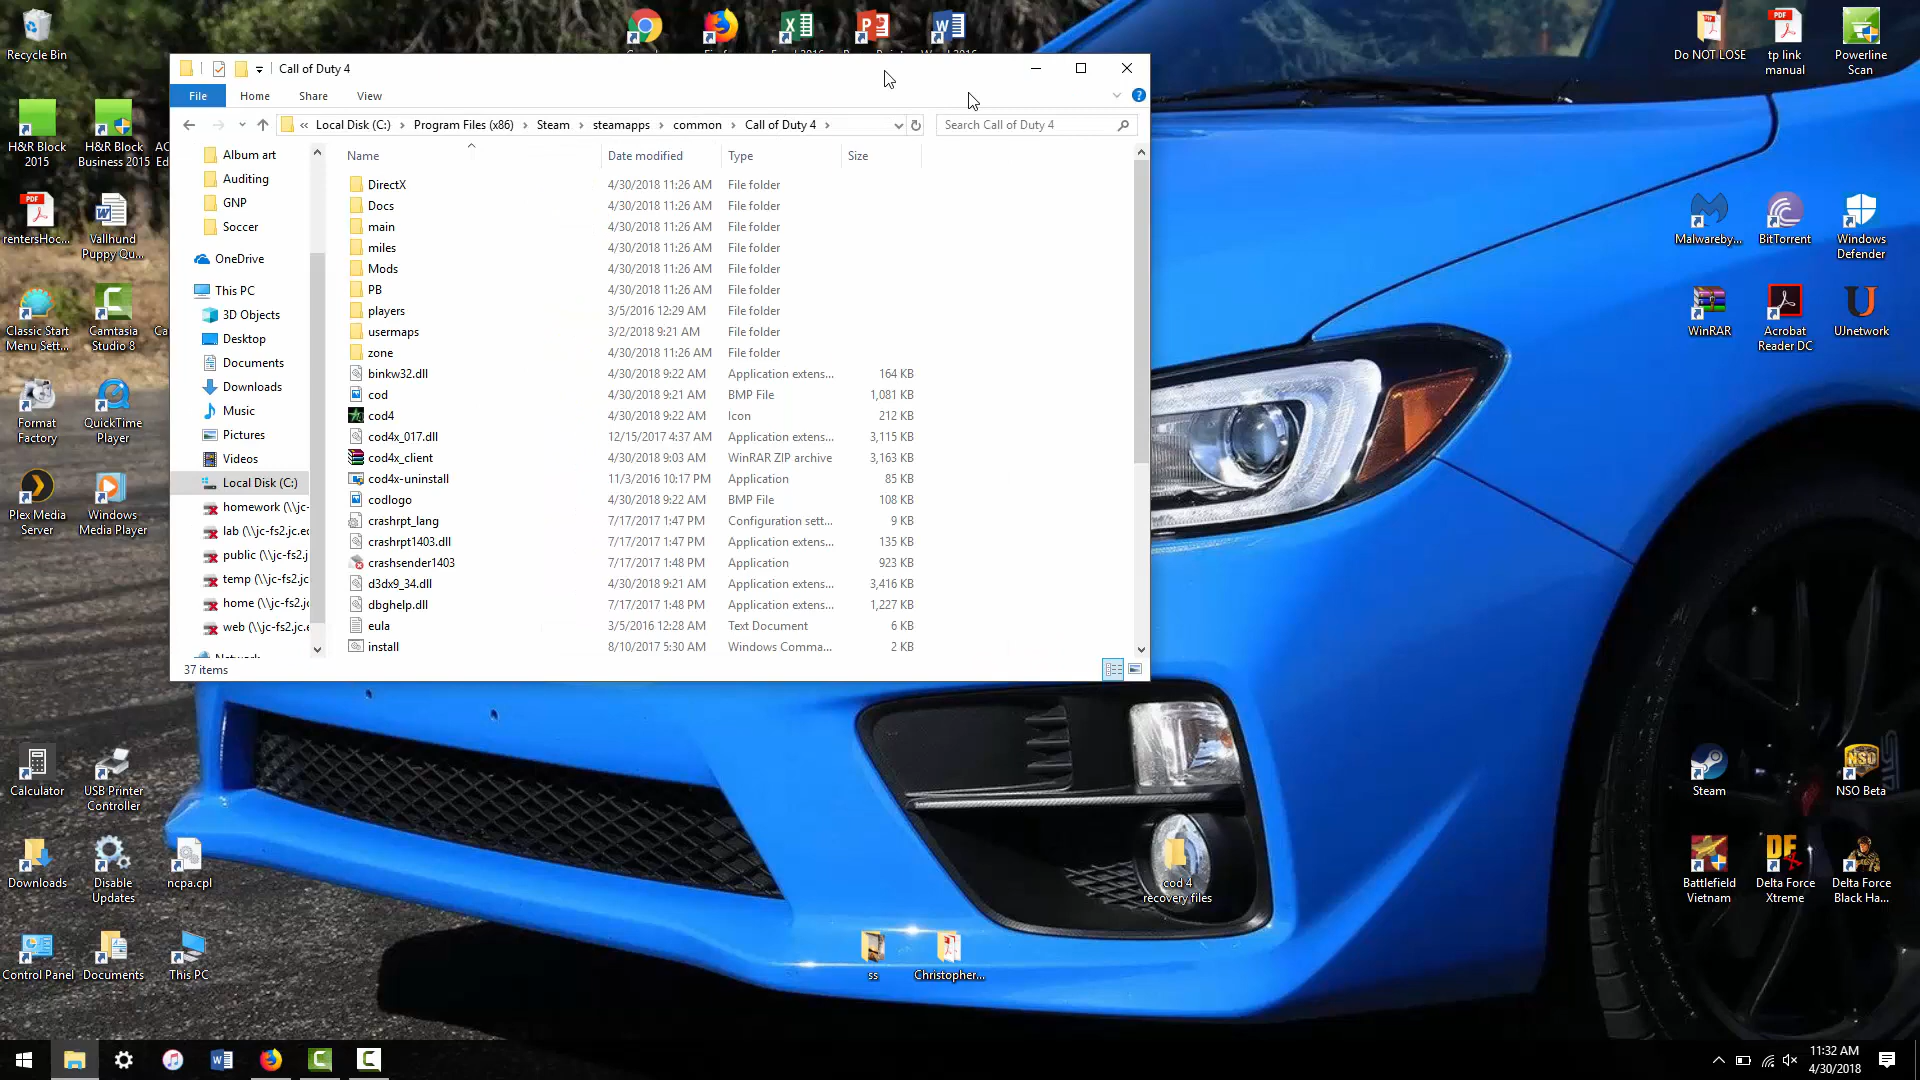 Recycle Bin
H&R Block 2015
H&R Block Business 2015
rentersHoc...
Vallhund Puppy Qu...
Classic Start Menu Sett...
Camtasia Studio 8
Format Factory
QuickTime Player
Plex Media Server
Windows Media Player
Calculator
USB Printer Controller
Downloads
Disable Updates
ncpa.cpl
Control Panel
Documents
This PC
Call of Duty 4
File Home Share View
« Local Disk (C:) › Program Files (x86) › Steam › steamapps › common › Call of Duty 4 ›
Search Call of Duty 4
Album art
Auditing
GNP
Soccer
OneDrive
This PC
3D Objects
Desktop
Documents
Downloads
Music
Pictures
Videos
Local Disk (C:)
homework (\\jc-
lab (\\jc-fs2.jc.ed
public (\\jc-fs2.j
temp (\\jc-fs2.jc
home (\\jc-fs2.jc
web (\\jc-fs2.jc.e
Name Date modified Type Size
DirectX 4/30/2018 11:26 AM File folder
Docs 4/30/2018 11:26 AM File folder
main 4/30/2018 11:26 AM File folder
miles 4/30/2018 11:26 AM File folder
Mods 4/30/2018 11:26 AM File folder
PB 4/30/2018 11:26 AM File folder
players 3/5/2016 12:29 AM File folder
usermaps 3/2/2018 9:21 AM File folder
zone 4/30/2018 11:26 AM File folder
binkw32.dll 4/30/2018 9:22 AM Application extens... 164 KB
cod 4/30/2018 9:21 AM BMP File 1,081 KB
cod4 4/30/2018 9:22 AM Icon 212 KB
cod4x_017.dll 12/15/2017 4:37 AM Application extens... 3,115 KB
cod4x_client 4/30/2018 9:03 AM WinRAR ZIP archive 3,163 KB
cod4x-uninstall 11/3/2016 10:17 PM Application 85 KB
codlogo 4/30/2018 9:22 AM BMP File 108 KB
crashrpt_lang 7/17/2017 1:47 PM Configuration sett... 9 KB
crashrpt1403.dll 7/17/2017 1:47 PM Application extens... 135 KB
crashsender1403 7/17/2017 1:48 PM Application 923 KB
d3dx9_34.dll 4/30/2018 9:21 AM Application extens... 3,416 KB
dbghelp.dll 7/17/2017 1:48 PM Application extens... 1,227 KB
eula 3/5/2016 12:28 AM Text Document 6 KB
install 8/10/2017 5:30 AM Windows Comma... 2 KB
37 items
Do NOT LOSE
tp link manual
Powerline Scan
Malwareby...
BitTorrent
Windows Defender
WinRAR
Acrobat Reader DC
UJnetwork
Steam
NSO Beta
Battlefield Vietnam
Delta Force Xtreme
Delta Force Black Ha...
cod 4 recovery files
ss
Christopher...
11:32 AM
4/30/2018